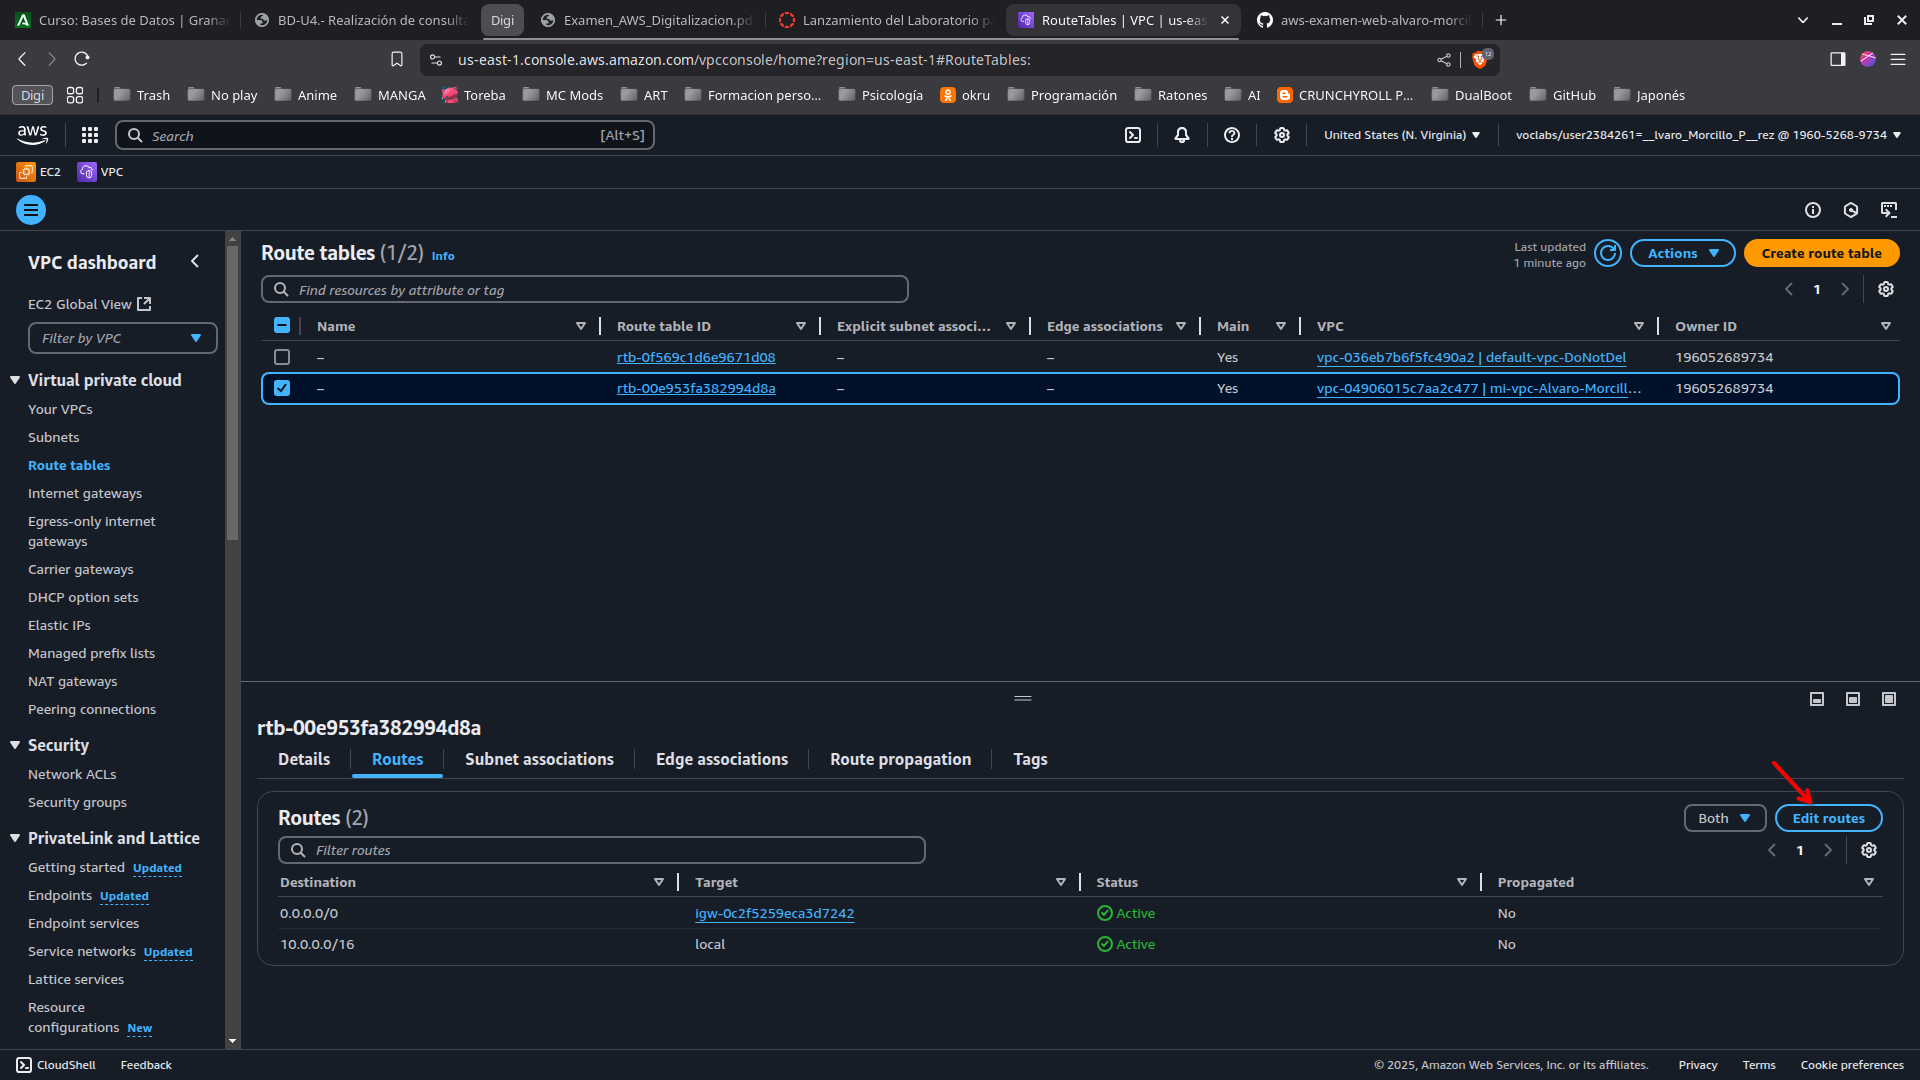 Curso: Bases de Datos | Grana
BD-U4.- Realización de consulta
Digi
Examen_AWS_Digitalizacion.pd
Lanzamiento del Laboratorio p
RouteTables | VPC | us-eas
aws-examen-web-alvaro-morcil
us-east-1.console.aws.amazon.com/vpcconsole/home?region=us-east-1#RouteTables:
12
Digi
Trash
No play
Anime
MANGA
Toreba
MC Mods
ART
Formacion perso...
Psicología
okru
Programación
Ratones
AI
CRUNCHYROLL P...
DualBoot
GitHub
Japonés
aws
Search
[Alt+S]
United States (N. Virginia)
voclabs/user2384261=__lvaro_Morcillo_P__rez @ 1960-5268-9734
EC2
VPC
VPC dashboard
EC2 Global View
Filter by VPC
Virtual private cloud
Your VPCs
Subnets
Route tables
Internet gateways
Egress-only internet
gateways
Carrier gateways
DHCP option sets
Elastic IPs
Managed prefix lists
NAT gateways
Peering connections
Security
Network ACLs
Security groups
PrivateLink and Lattice
Getting started Updated
Endpoints Updated
Endpoint services
Service networks Updated
Lattice services
Resource
configurations New
Route tables (1/2) Info
Last updated
1 minute ago
Actions
Create route table
Find resources by attribute or tag
1
Name
Route table ID
Explicit subnet associ...
Edge associations
Main
VPC
Owner ID
– rtb-0f569c1d6e9671d08 – – Yes vpc-036eb7b6f5fc490a2 | default-vpc-DoNotDel 196052689734
– rtb-00e953fa382994d8a – – Yes vpc-04906015c7aa2c477 | mi-vpc-Alvaro-Morcill... 196052689734
rtb-00e953fa382994d8a
Details
Routes
Subnet associations
Edge associations
Route propagation
Tags
Routes (2)
Both
Edit routes
Filter routes
1
Destination
Target
Status
Propagated
0.0.0.0/0 igw-0c2f5259eca3d7242 Active No
10.0.0.0/16 local Active No
CloudShell
Feedback
© 2025, Amazon Web Services, Inc. or its affiliates.
Privacy
Terms
Cookie preferences